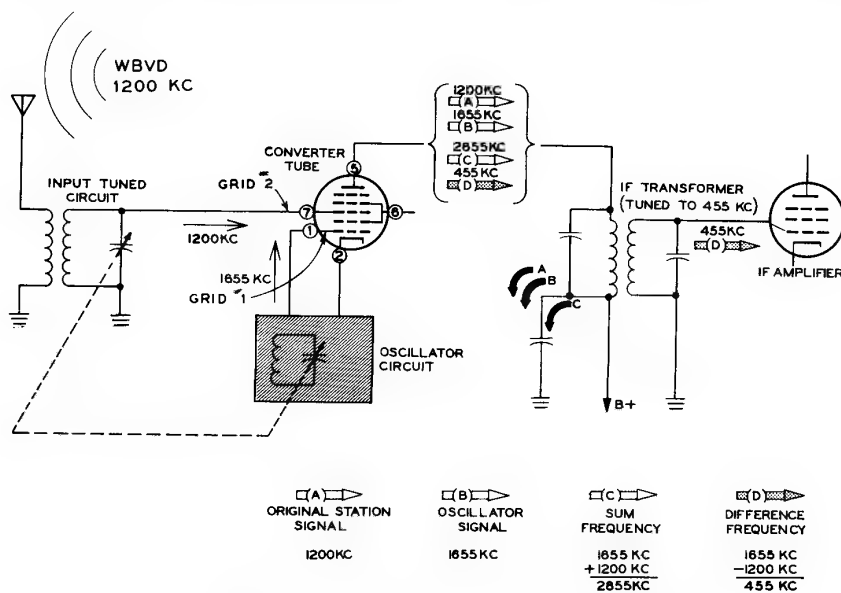 WBVD
1200 KC
1200KC
(A)
1655KC
(B)
2855KC
(C)
455KC
(D)
CONVERTER
TUBE
GRID #2
INPUT TUNED
CIRCUIT
5
7
6
1
2
1200KC
1655 KC
GRID #1
OSCILLATOR
CIRCUIT
IF TRANSFORMER
(TUNED TO 455 KC)
455KC
(D)
IF AMPLIFIER
A
B
C
B+
(A)
ORIGINAL STATION
SIGNAL
1200KC
(B)
OSCILLATOR
SIGNAL
1655KC
(C)
SUM
FREQUENCY
1655 KC
+1200 KC
2855KC
(D)
DIFFERENCE
FREQUENCY
1655 KC
-1200 KC
455 KC